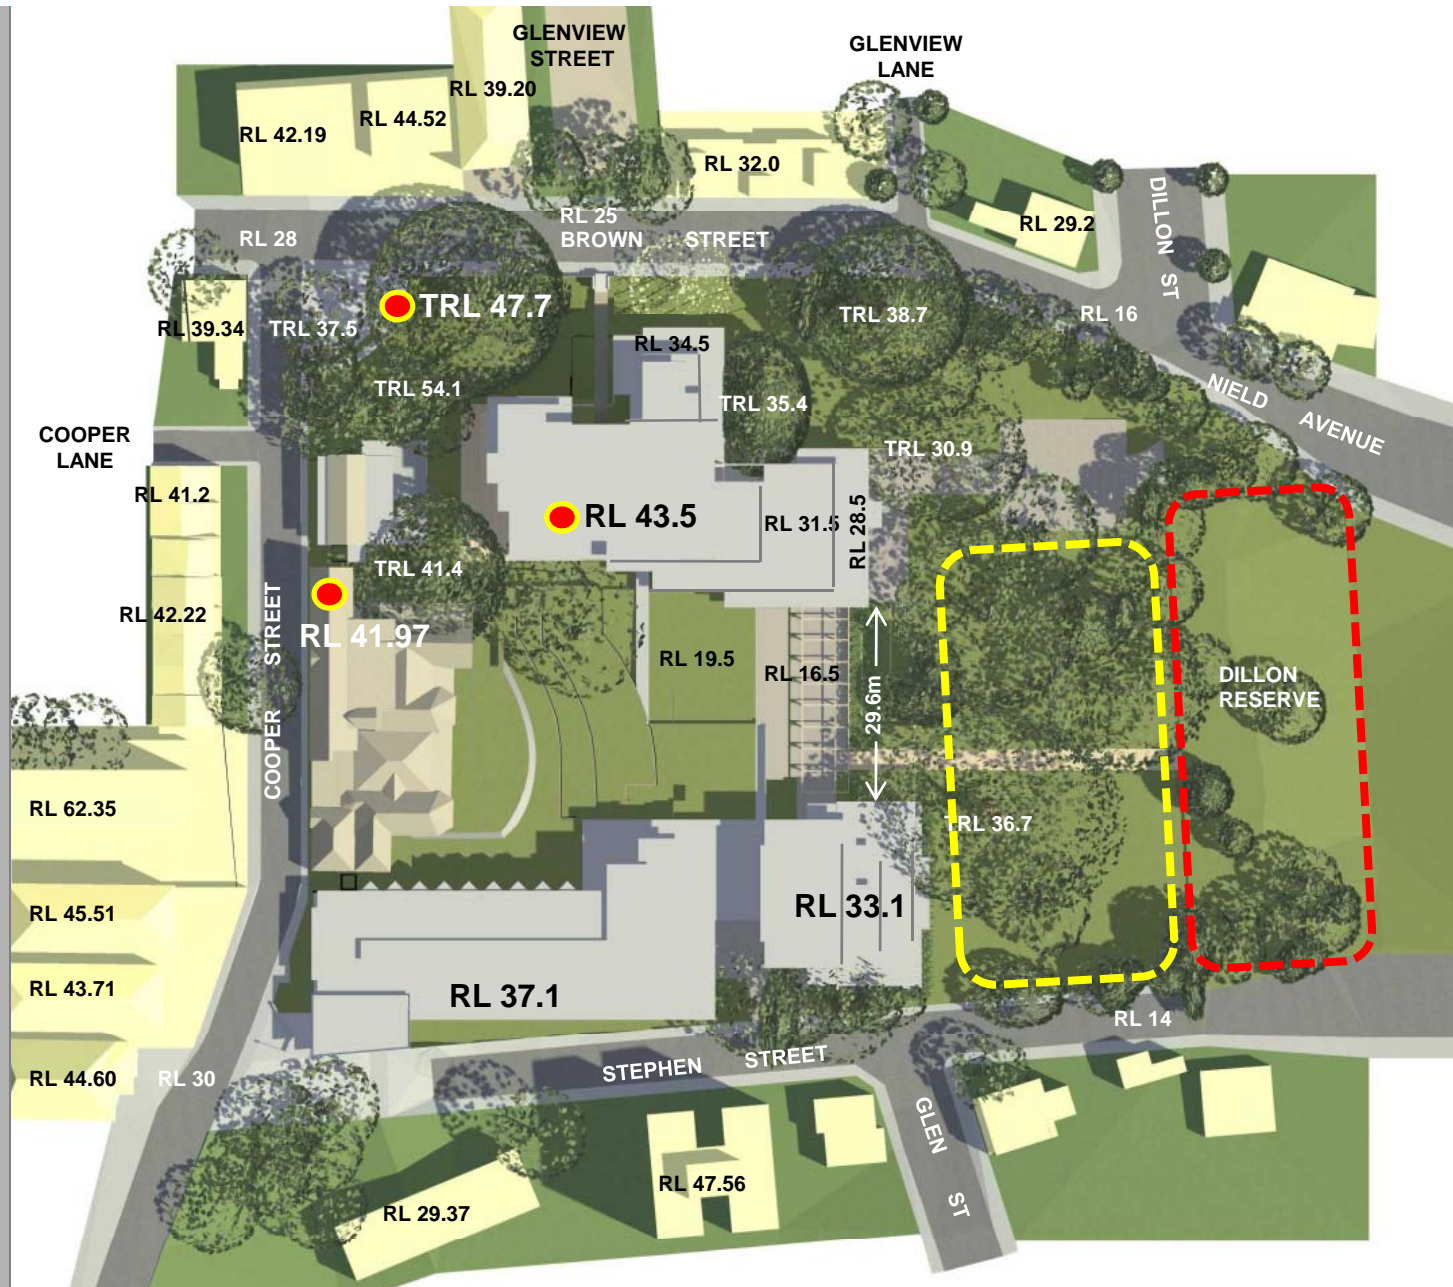 GLENVIEW
STREET
GLENVIEW
LANE
RL 39.20
RL 44.52
RL 42.19
RL 32.0
DILLON ST
RL 29.2
RL 25
RL 28
BROWN STREET
TRL 47.7
RL 39.34
TRL 37.5
TRL 38.7
RL 16
RL 34.5
TRL 54.1
TRL 35.4
NIELD AVENUE
COOPER
LANE
TRL 30.9
RL 41.2
RL 43.5
RL 31.5
RL 28.5
TRL 41.4
RL 42.22
RL 41.97
COOPER STREET
RL 19.5
RL 16.5
29.6m
DILLON
RESERVE
RL 62.35
TRL 36.7
RL 45.51
RL 33.1
RL 43.71
RL 37.1
RL 14
RL 44.60
RL 30
STEPHEN STREET
GLEN ST
RL 47.56
RL 29.37